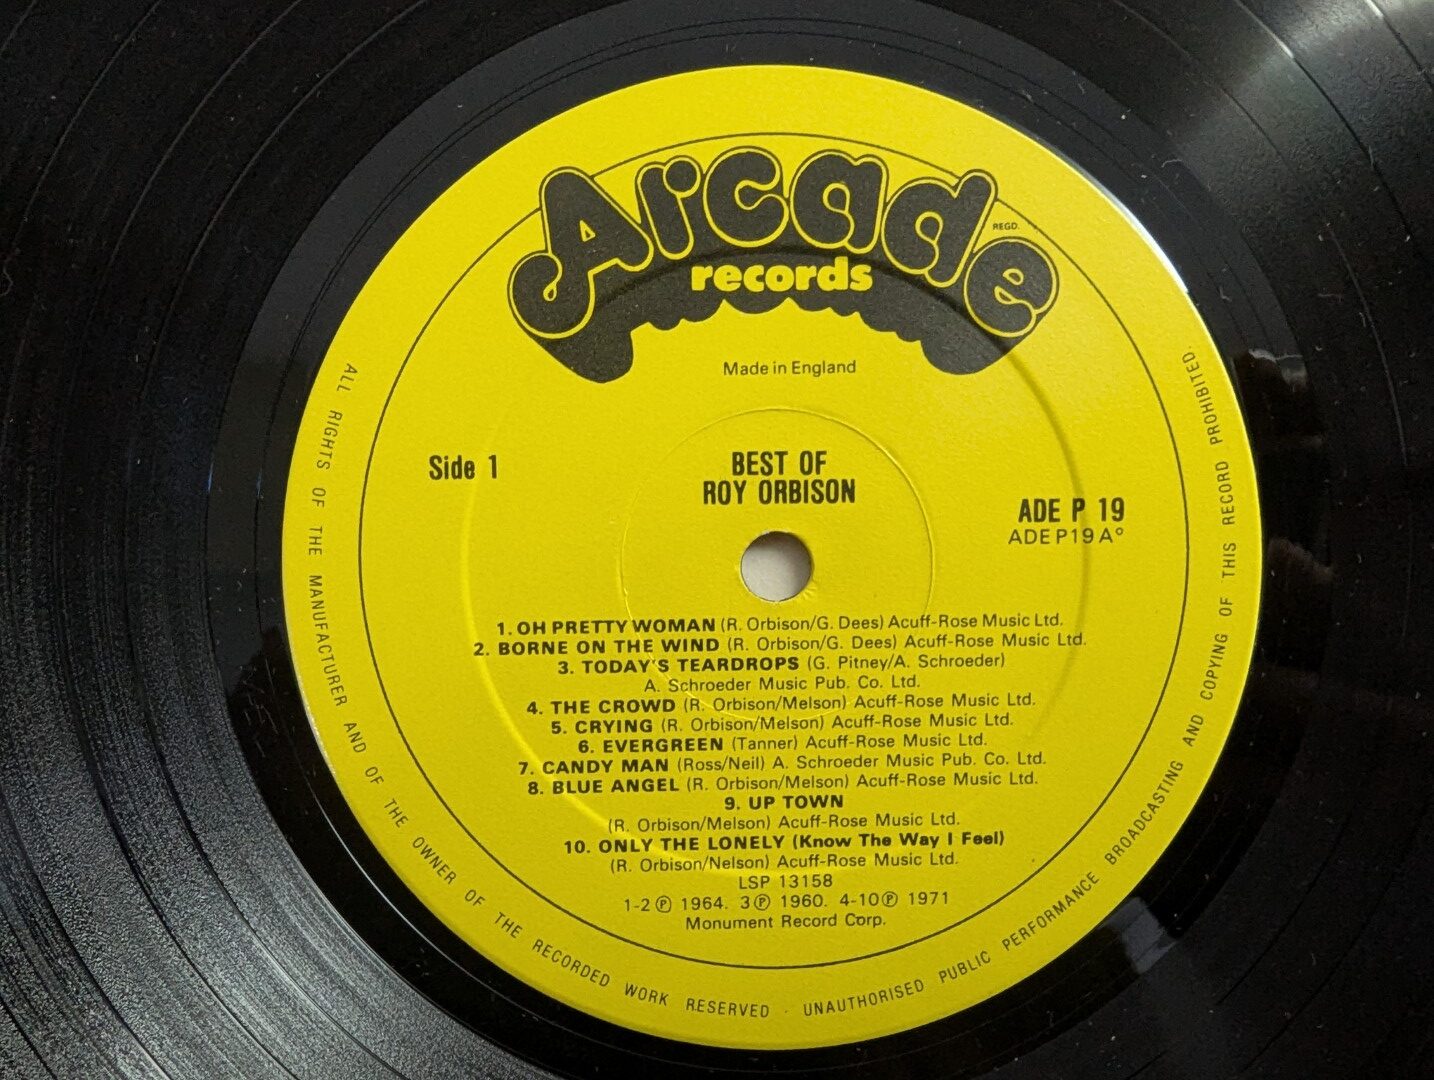 Arcade
REGD.
records
Made in England
Side 1
BEST OF
ROY ORBISON
ADE P 19
ADEP19A°
1. OH PRETTY WOMAN (R. Orbison/G. Dees) Acuff-Rose Music Ltd.
2. BORNE ON THE WIND (R. Orbison/G. Dees) Acuff-Rose Music Ltd.
3. TODAY'S TEARDROPS (G. Pitney/A. Schroeder)
A. Schroeder Music Pub. Co. Ltd.
4. THE CROWD (R. Orbison/Melson) Acuff-Rose Music Ltd.
5. CRYING (R. Orbison/Melson) Acuff-Rose Music Ltd.
6. EVERGREEN (Tanner) Acuff-Rose Music Ltd.
7. CANDY MAN (Ross/Neil) A. Schroeder Music Pub. Co. Ltd.
8. BLUE ANGEL (R. Orbison/Melson) Acuff-Rose Music Ltd.
9. UP TOWN
(R. Orbison/Melson) Acuff-Rose Music Ltd.
10. ONLY THE LONELY (Know The Way I Feel)
(R. Orbison/Nelson) Acuff-Rose Music Ltd.
LSP 13158
1-2 Ⓟ 1964. 3Ⓟ 1960. 4-10Ⓟ 1971
Monument Record Corp.
ALL RIGHTS OF THE MANUFACTURER AND OF THE OWNER OF THE RECORDED WORK RESERVED · UNAUTHORISED PUBLIC PERFORMANCE BROADCASTING AND COPYING OF THIS RECORD PROHIBITED.